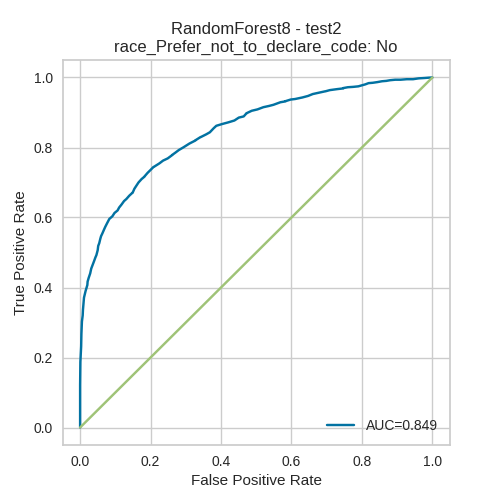 RandomForest8 - test2
race_Prefer_not_to_declare_code: No
True Positive Rate
1.0
0.8
0.6
0.4
0.2
0.0
AUC=0.849
0.0 0.2 0.4 0.6 0.8 1.0
False Positive Rate